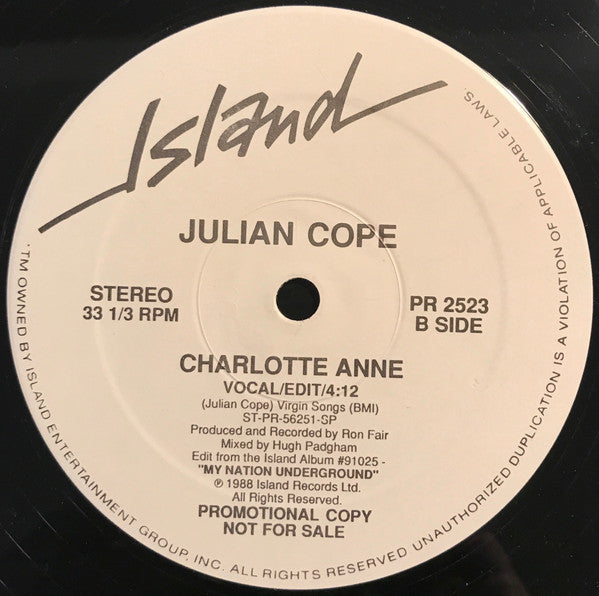 Island
JULIAN COPE
STEREO
33 1/3 RPM
PR 2523
B SIDE
CHARLOTTE ANNE
VOCAL/EDIT/4:12
(Julian Cope) Virgin Songs (BMI)
ST-PR-56251-SP
Produced and Recorded by Ron Fair
Mixed by Hugh Padgham
Edit from the Island Album #91025 -
"MY NATION UNDERGROUND"
℗ 1988 Island Records Ltd.
All Rights Reserved.
PROMOTIONAL COPY
NOT FOR SALE
'TM OWNED BY ISLAND ENTERTAINMENT GROUP, INC. ALL RIGHTS RESERVED UNAUTHORIZED DUPLICATION IS A VIOLATION OF APPLICABLE LAWS.